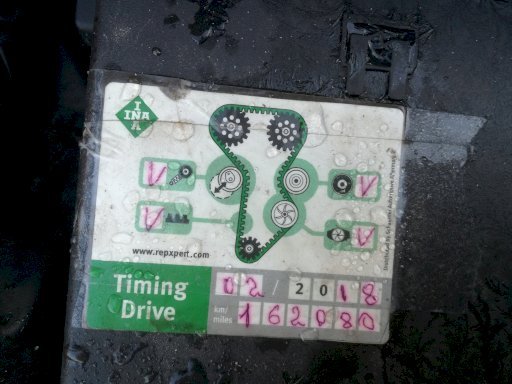 I
INA
A
V
V
V
V
www.repxpert.com
Timing
Drive
02 / 2018
km/
miles
162080